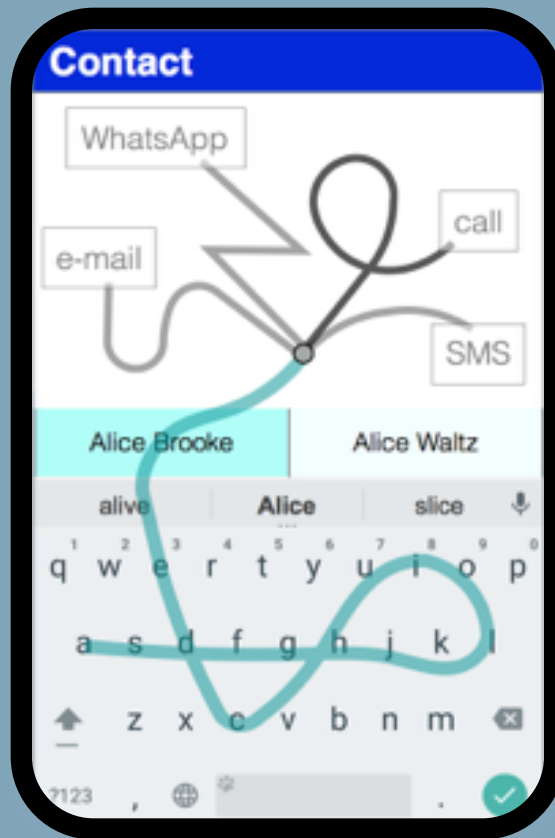 Contact
WhatsApp
call
e-mail
SMS
Alice Brooke Alice Waltz
alive Alice slice
1 2 3 4 5 6 7 8 9 0
q w e r t y u i o p
a s d f g h j k l
z x c v b n m
?123 , .